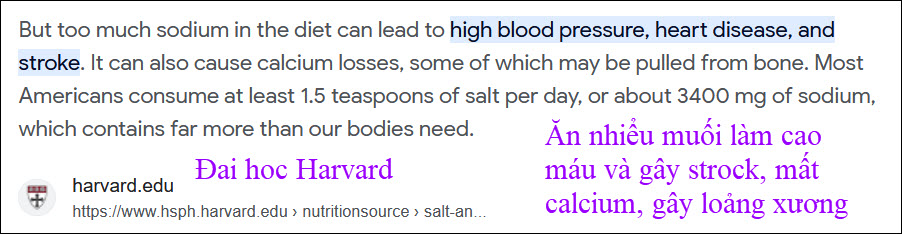 But too much sodium in the diet can lead to high blood pressure, heart disease, and
stroke. It can also cause calcium losses, some of which may be pulled from bone. Most
Americans consume at least 1.5 teaspoons of salt per day, or about 3400 mg of sodium,
which contains far more than our bodies need.
Ăn nhiểu muối làm cao
máu và gây strock, mất
calcium, gây loảng xương
Đai hoc Harvard
harvard.edu
https://www.hsph.harvard.edu › nutritionsource › salt-an...